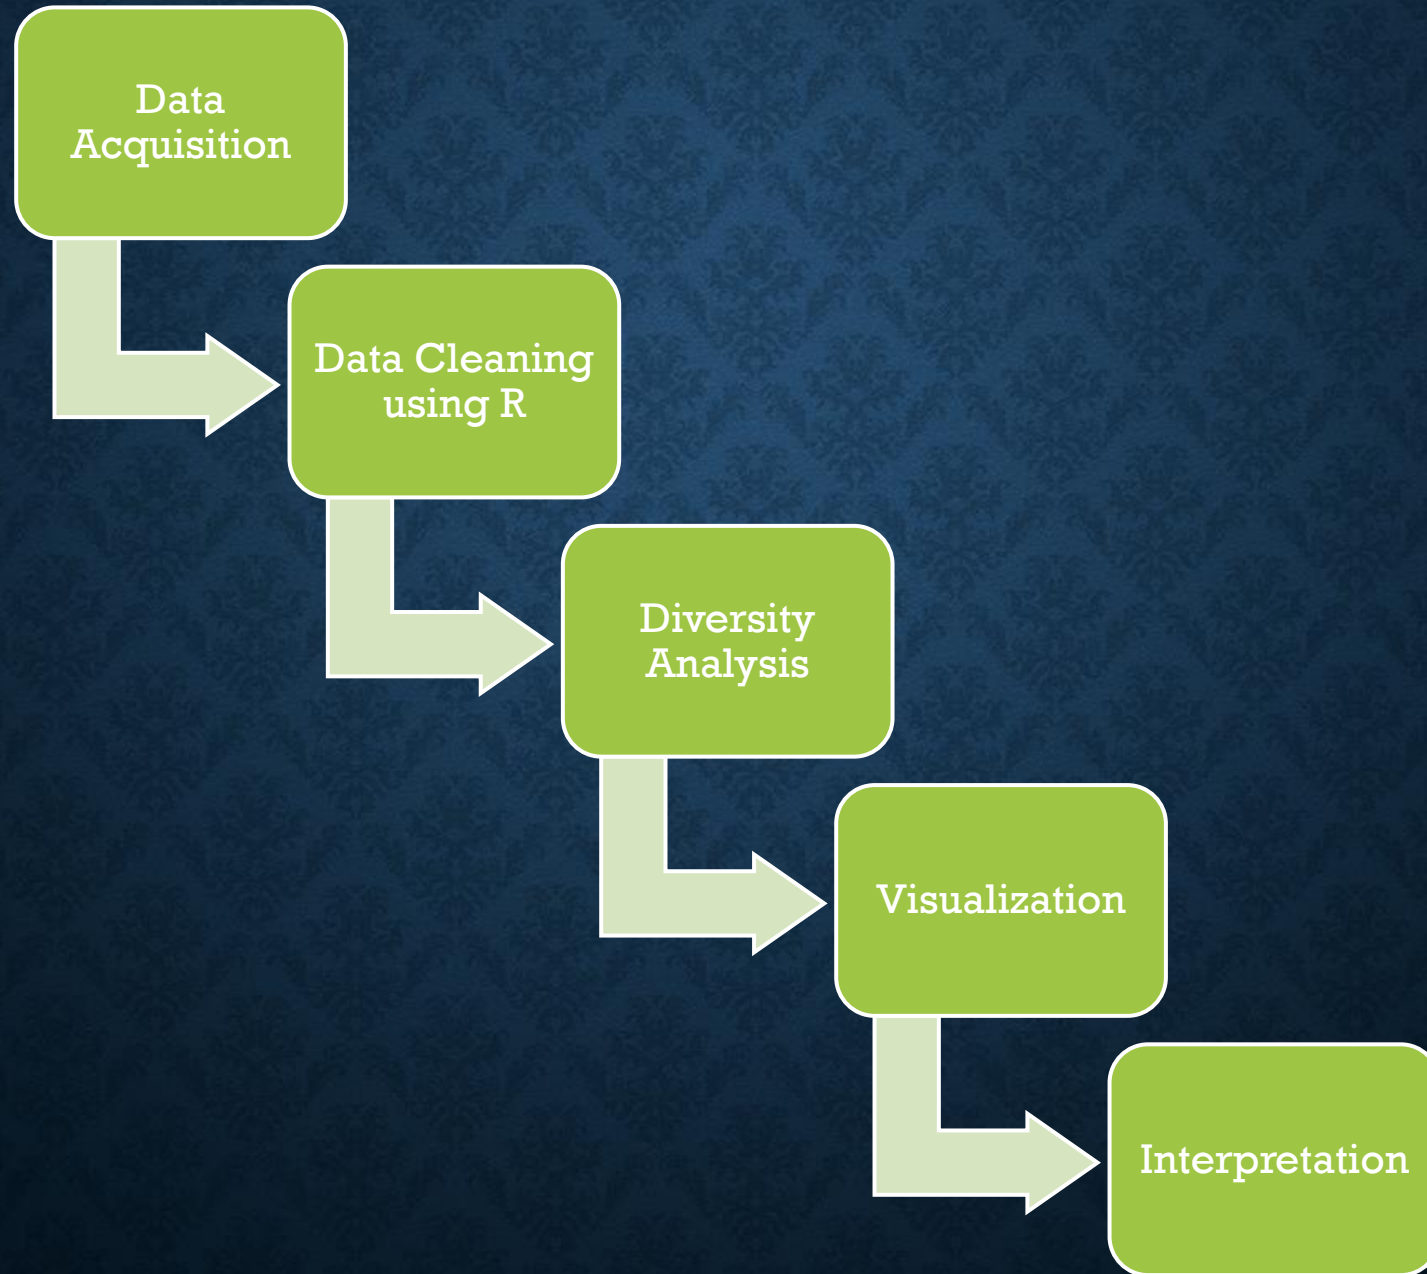 Data
Acquisition
Data Cleaning
using R
Diversity
Analysis
Visualization
Interpretation